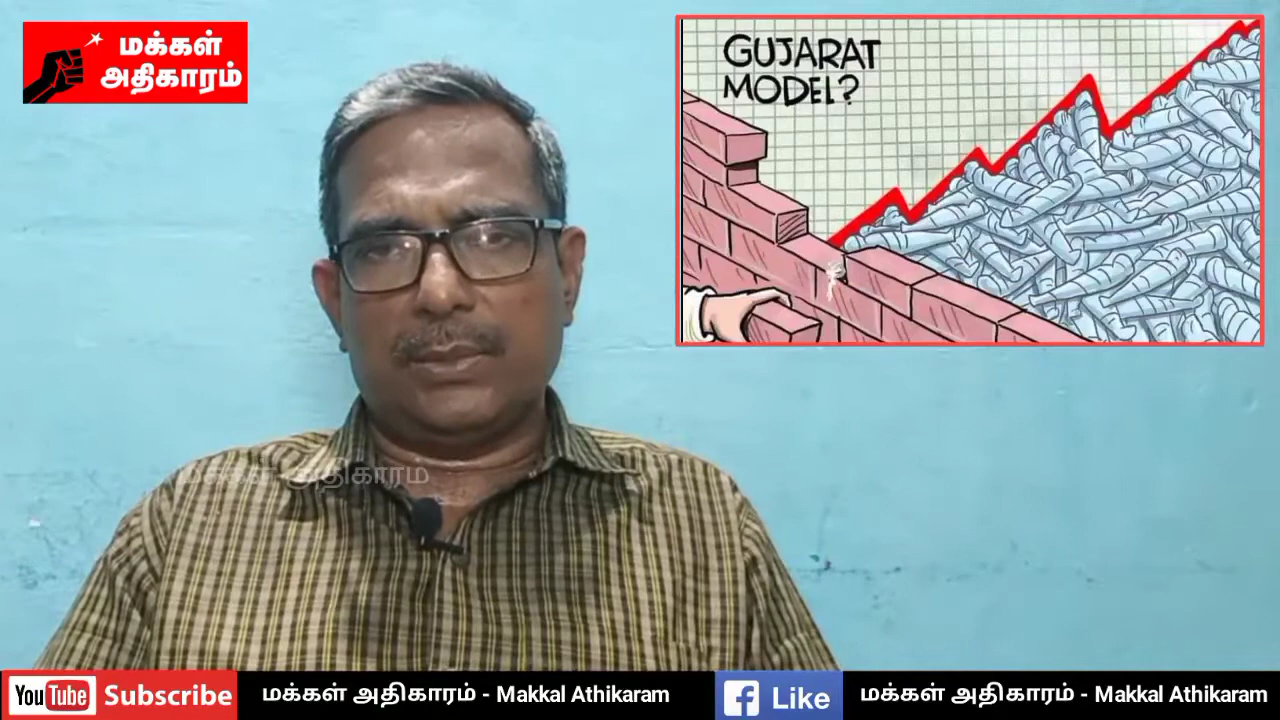 மக்கள்
அதிகாரம்
GUJARAT
MODEL?
மக்கள் அதிகாரம்
YouTube Subscribe
மக்கள் அதிகாரம் - Makkal Athikaram
f Like
மக்கள் அதிகாரம் - Makkal Athikaram